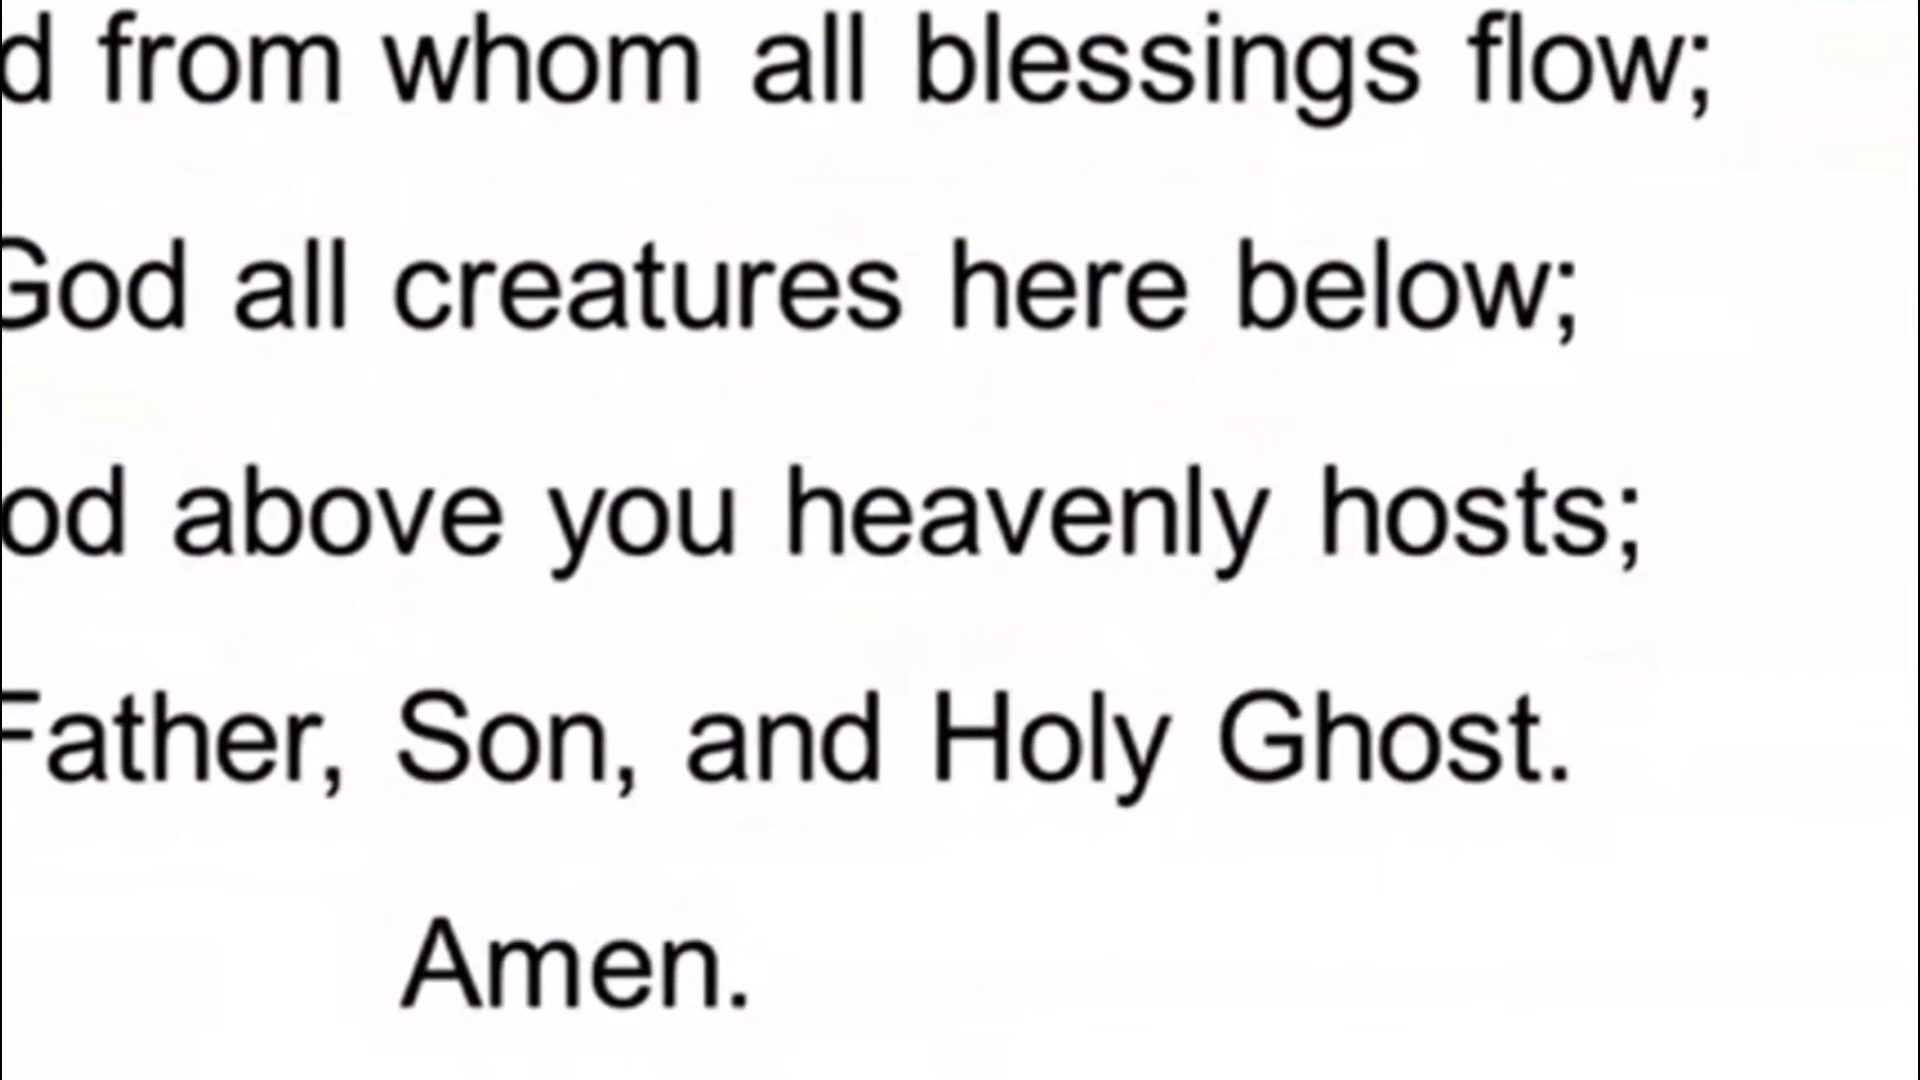 d from whom all blessings flow;
God all creatures here below;
od above you heavenly hosts;
Father, Son, and Holy Ghost.
Amen.